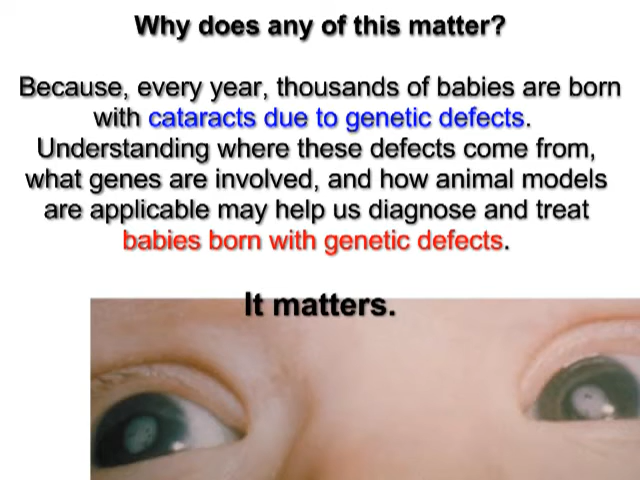 Why does any of this matter?
Because, every year, thousands of babies are born
with cataracts due to genetic defects.
Understanding where these defects come from,
what genes are involved, and how animal models
are applicable may help us diagnose and treat
babies born with genetic defects.
It matters.